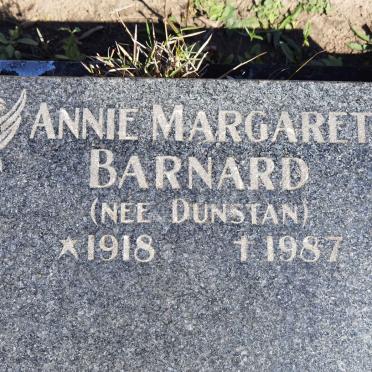 ANNIE MARGARET
BARNARD
(NEE DUNSTAN)
★1918 †1987